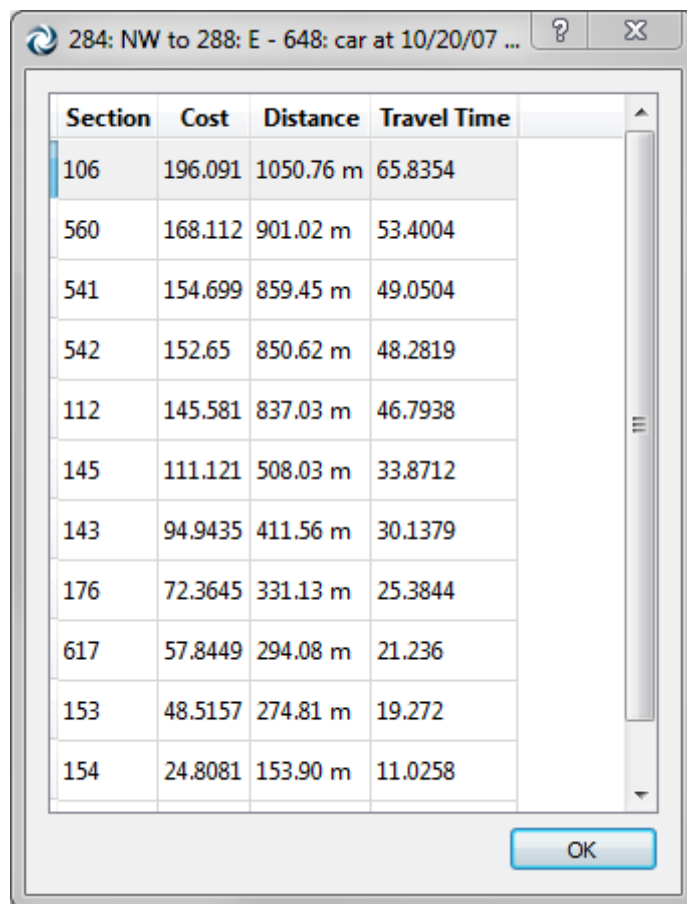 284: NW to 288: E - 648: car at 10/20/07 ...
Section Cost Distance Travel Time
106 196.091 1050.76 m 65.8354
560 168.112 901.02 m 53.4004
541 154.699 859.45 m 49.0504
542 152.65 850.62 m 48.2819
112 145.581 837.03 m 46.7938
145 111.121 508.03 m 33.8712
143 94.9435 411.56 m 30.1379
176 72.3645 331.13 m 25.3844
617 57.8449 294.08 m 21.236
153 48.5157 274.81 m 19.272
154 24.8081 153.90 m 11.0258
OK